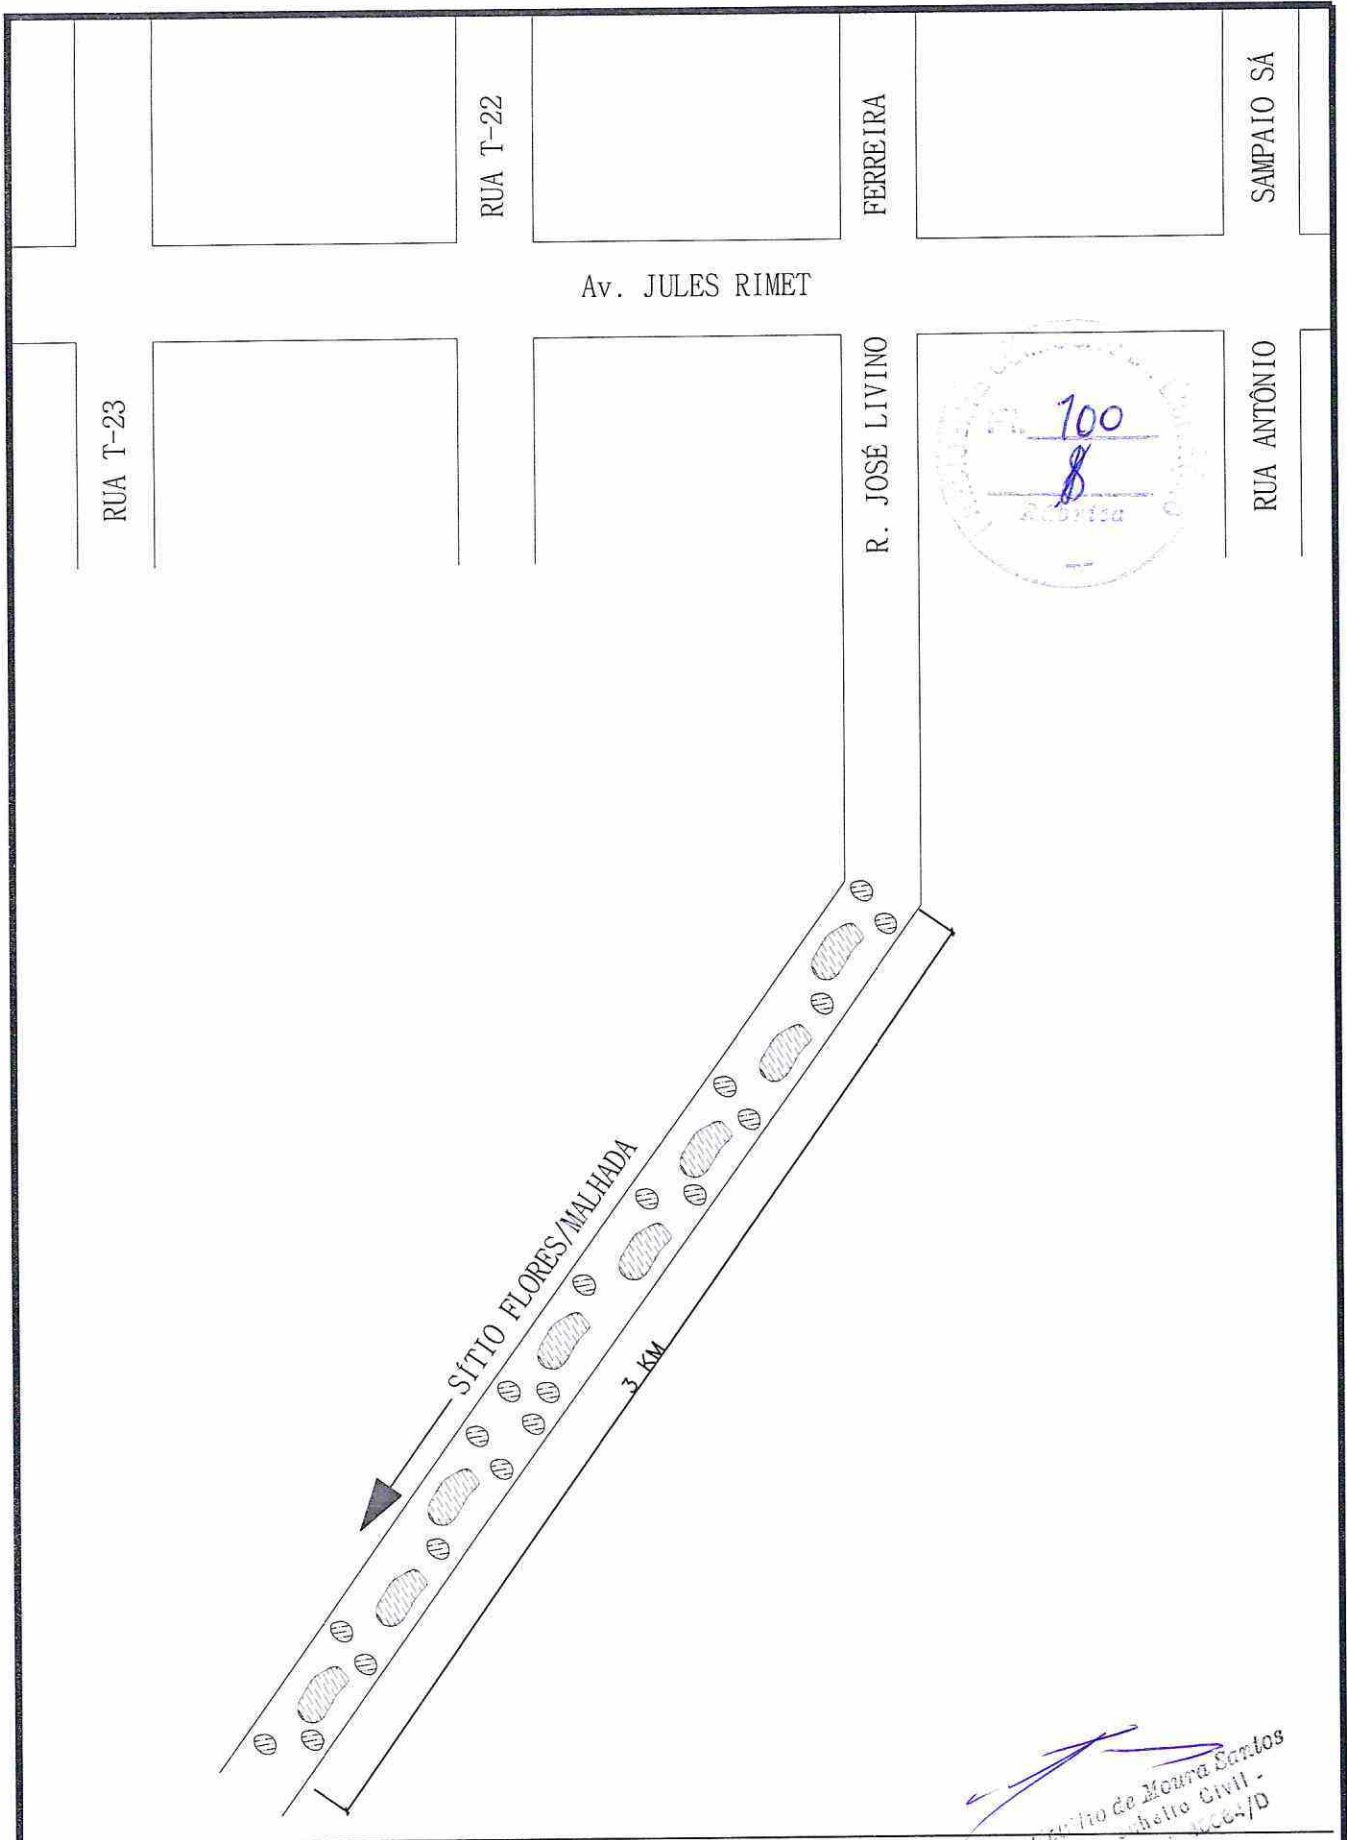 RUA T-22
FERREIRA
SAMPAIO SÁ
Av. JULES RIMET
RUA T-23
R. JOSÉ LIVINO
RUA ANTÔNIO
100
SÍTIO FLORES/MALHADA
3 KM
de Moura Santos
Civil -